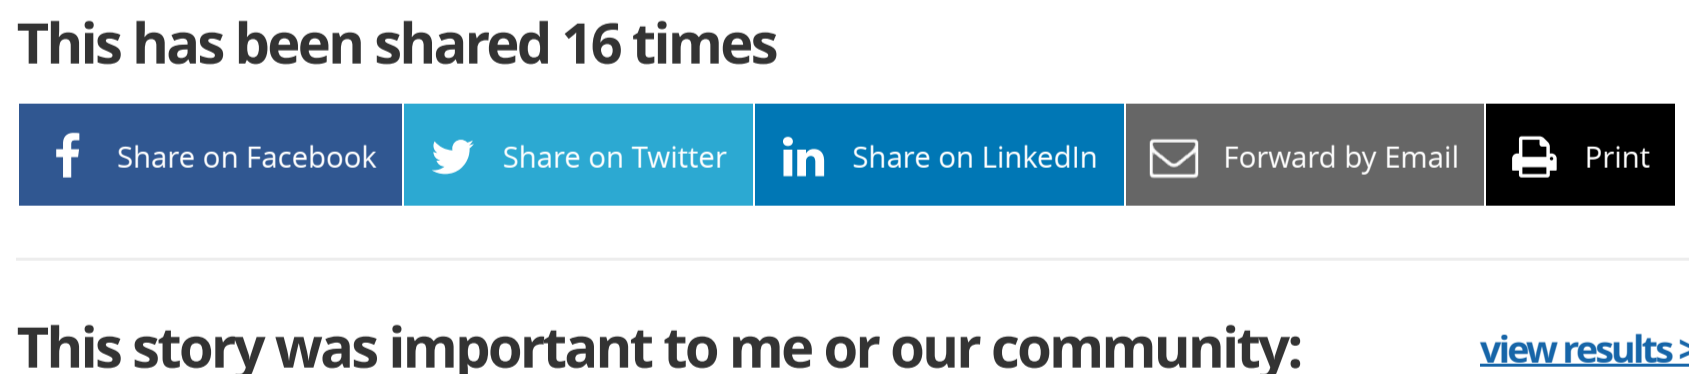 This has been shared 16 times
Share on Facebook Share on Twitter Share on LinkedIn Forward by Email Print
This story was important to me or our community: view results >